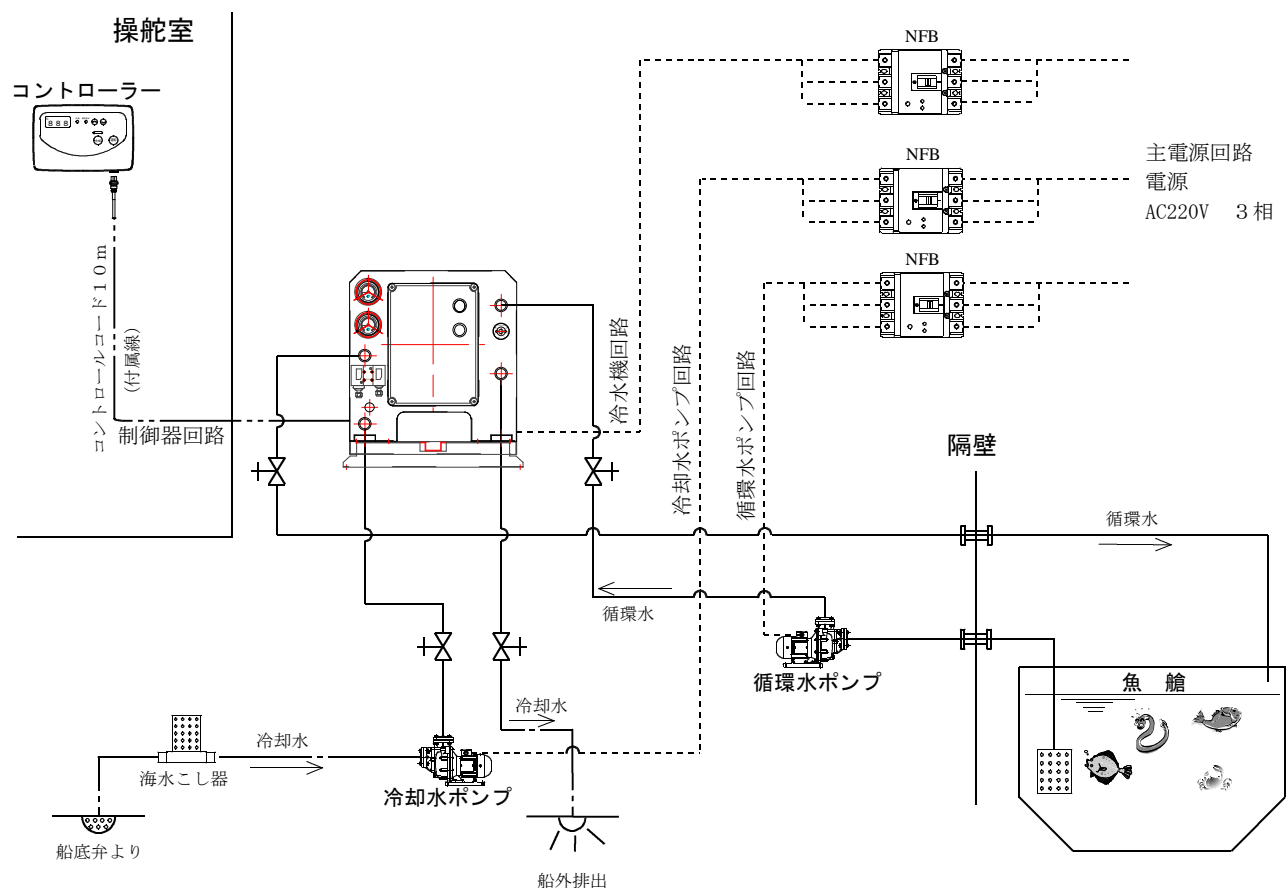 操舵室
コントローラー
888
コントロールコード10m
(付属線)
制御器回路
NFB
NFB
NFB
主電源回路
電源
AC220V 3相
冷水機回路
冷却水ポンプ回路
循環水ポンプ回路
隔壁
循環水
循環水
循環水ポンプ
魚 艙
冷却水
冷却水
海水こし器
冷却水ポンプ
船底弁より
船外排出